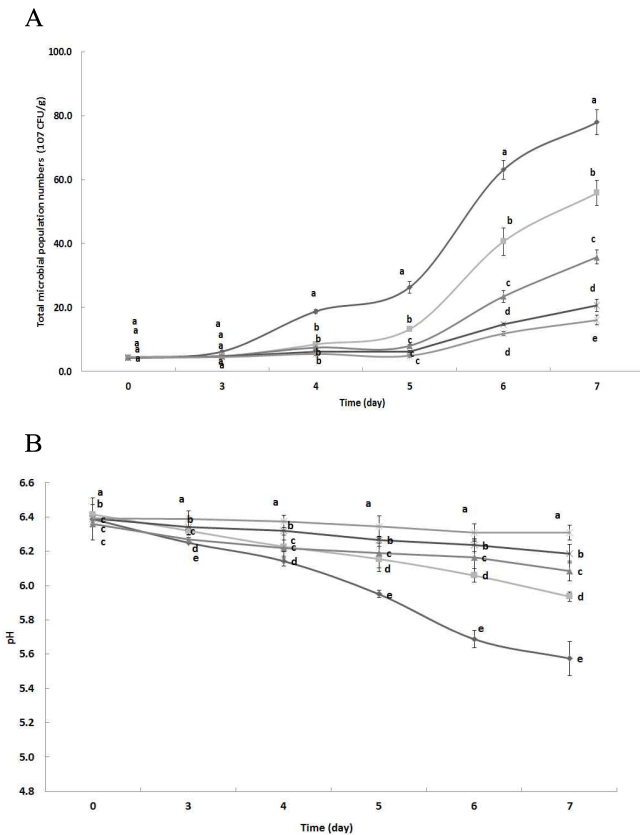 A
100.0
80.0
60.0
40.0
20.0
0.0
Total microbial population numbers (107 CFU/g)
a
a
b
a
c
a
b
d
a
a
a
b
c
e
a
a
b
c
d
a
a
b
c
d
a
a
b
c
a
a
b
0 3 4 5 6 7
Time (day)
B
6.6
6.4
6.2
6.0
5.8
5.6
5.4
5.2
5.0
4.8
pH
a a a a a a
b b b b b b
c c c c c c
c d d d d d
c e e e e
0 3 4 5 6 7
Time (day)